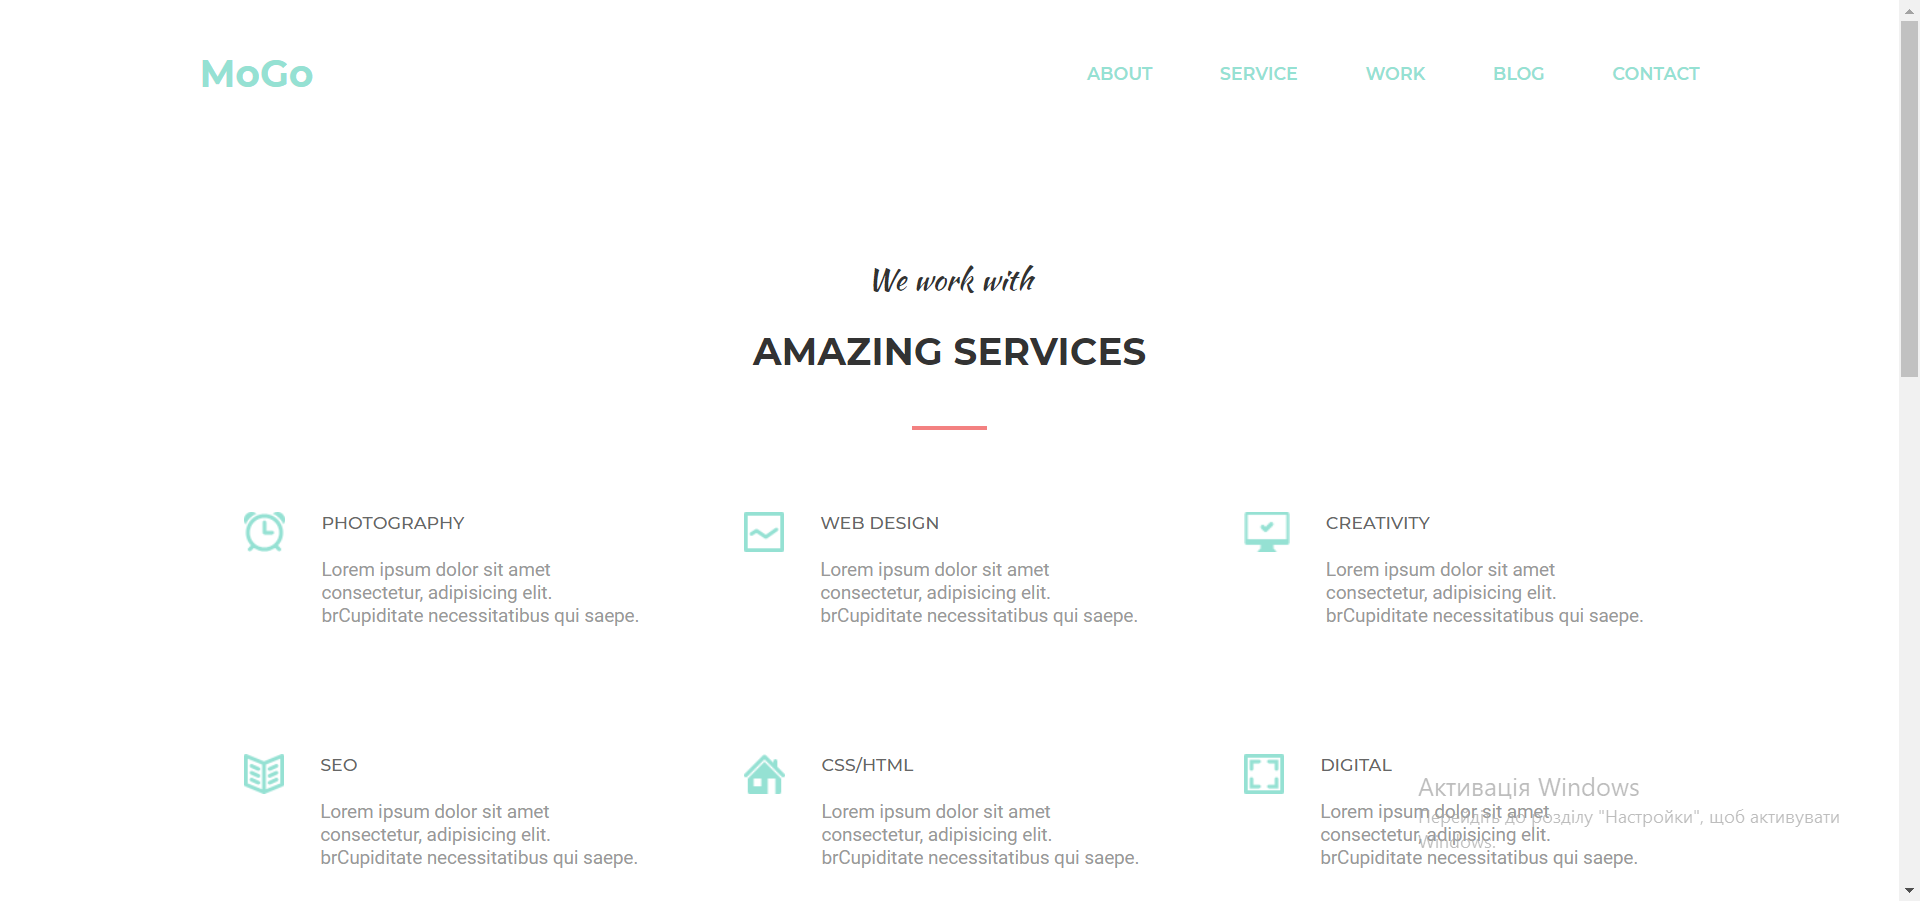 MoGo
ABOUT SERVICE WORK BLOG CONTACT
We work with
AMAZING SERVICES
PHOTOGRAPHY
Lorem ipsum dolor sit amet
consectetur, adipisicing elit.
brCupiditate necessitatibus qui saepe.
WEB DESIGN
Lorem ipsum dolor sit amet
consectetur, adipisicing elit.
brCupiditate necessitatibus qui saepe.
CREATIVITY
Lorem ipsum dolor sit amet
consectetur, adipisicing elit.
brCupiditate necessitatibus qui saepe.
SEO
Lorem ipsum dolor sit amet
consectetur, adipisicing elit.
brCupiditate necessitatibus qui saepe.
CSS/HTML
Lorem ipsum dolor sit amet
consectetur, adipisicing elit.
brCupiditate necessitatibus qui saepe.
DIGITAL
Lorem ipsum dolor sit amet
consectetur, adipisicing elit.
brCupiditate necessitatibus qui saepe.
Активація Windows
Перейдіть до розділу "Настройки", щоб активувати
Windows.